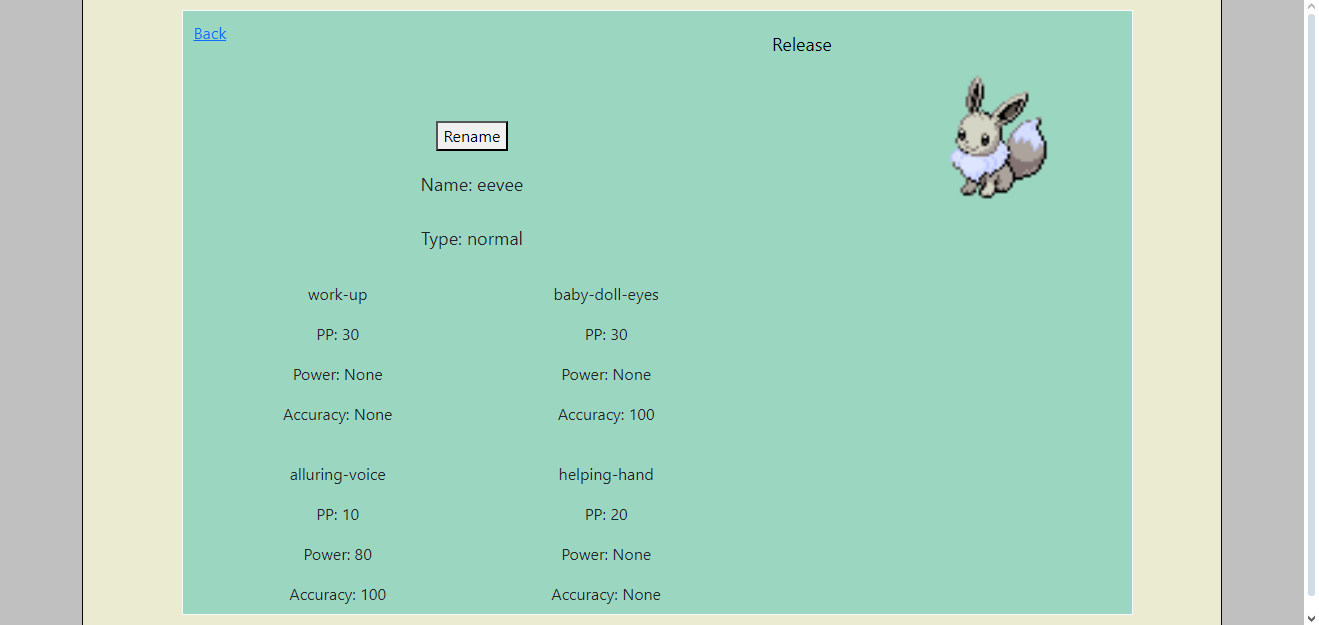 Back
Release
Rename
Name: eevee
Type: normal
work-up
PP: 30
Power: None
Accuracy: None
baby-doll-eyes
PP: 30
Power: None
Accuracy: 100
alluring-voice
PP: 10
Power: 80
Accuracy: 100
helping-hand
PP: 20
Power: None
Accuracy: None